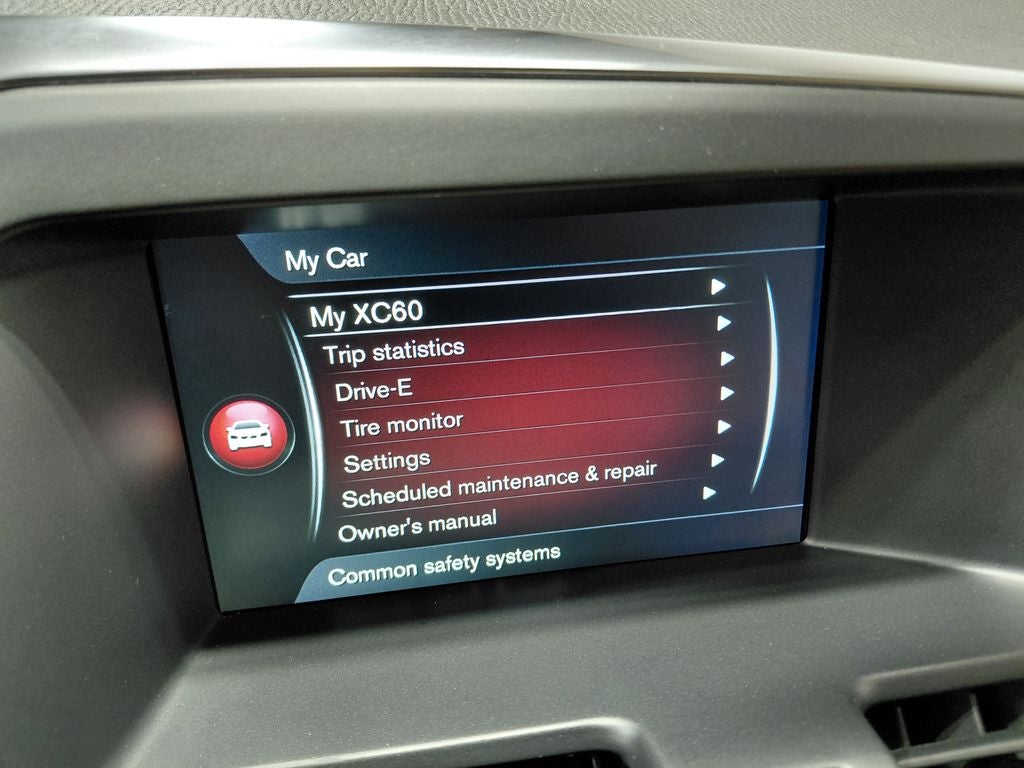 My Car
My XC60
Trip statistics
Drive-E
Tire monitor
Settings
Scheduled maintenance & repair
Owner's manual
Common safety systems